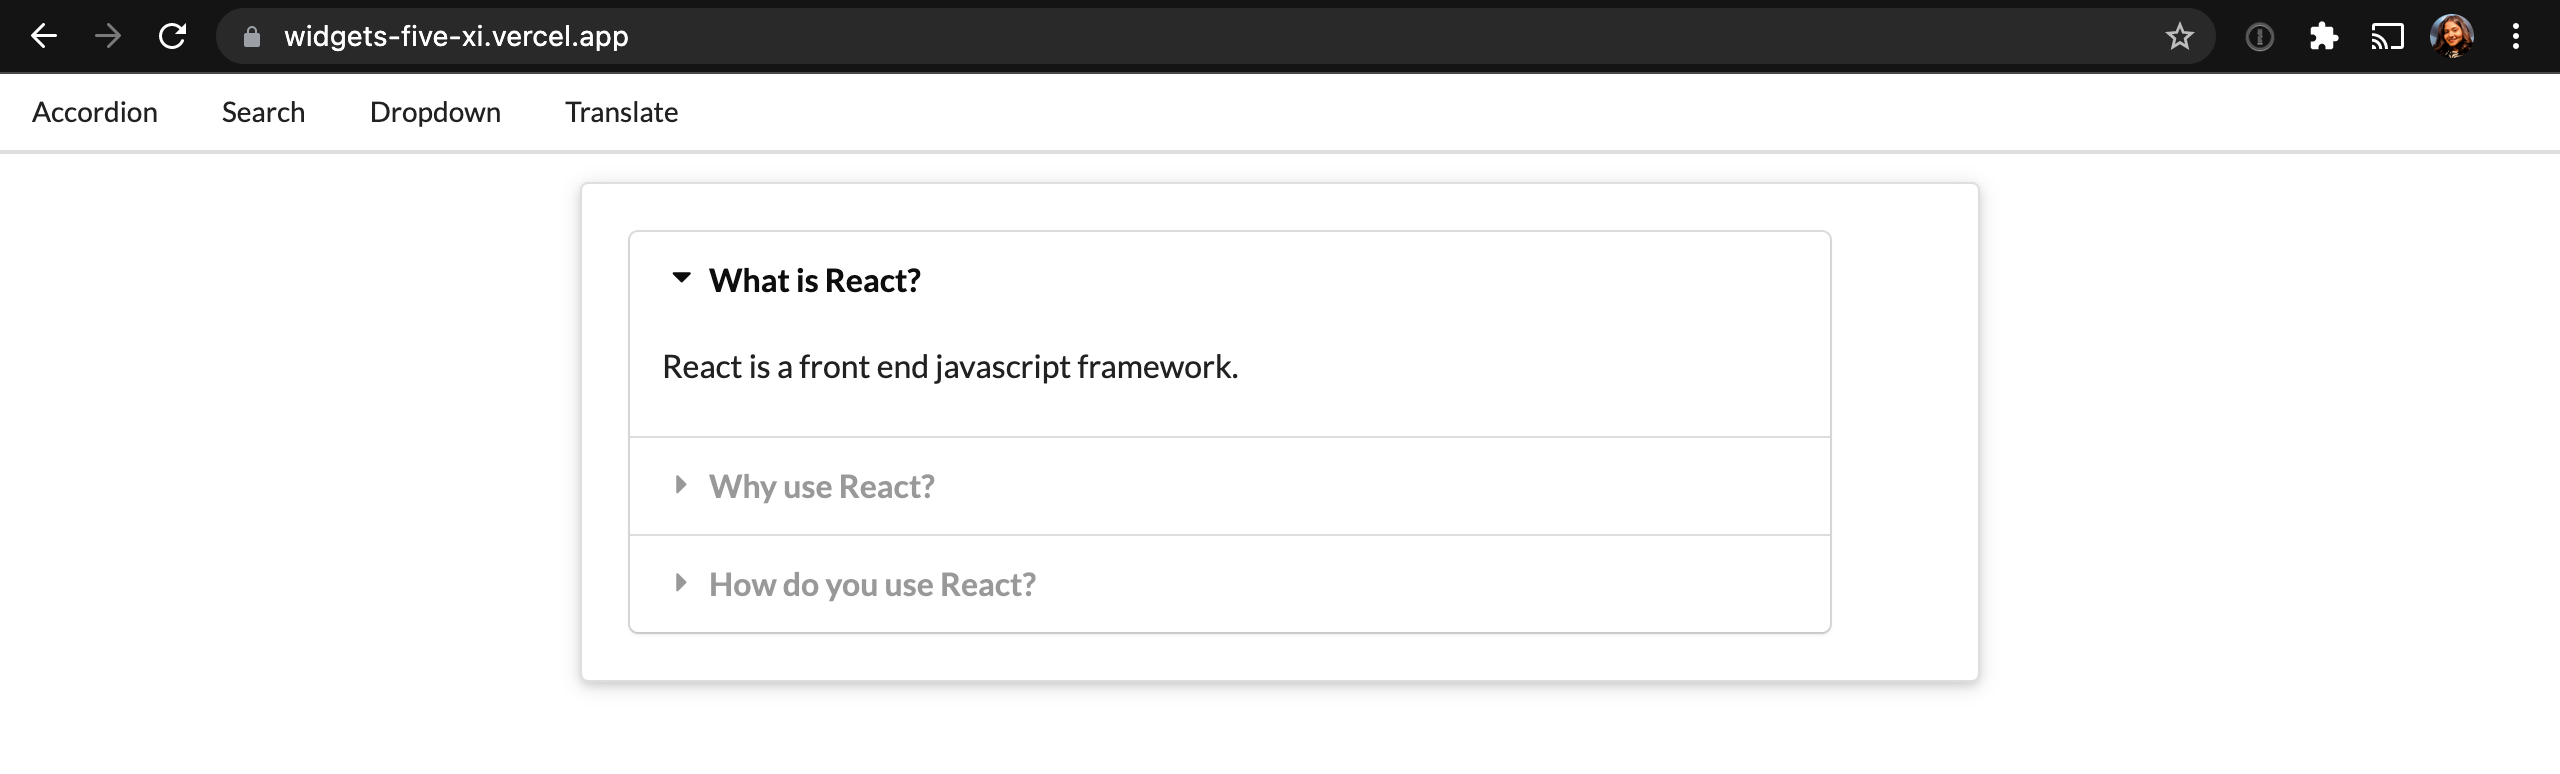 widgets-five-xi.vercel.app
Accordion Search Dropdown Translate
What is React?
React is a front end javascript framework.
Why use React?
How do you use React?